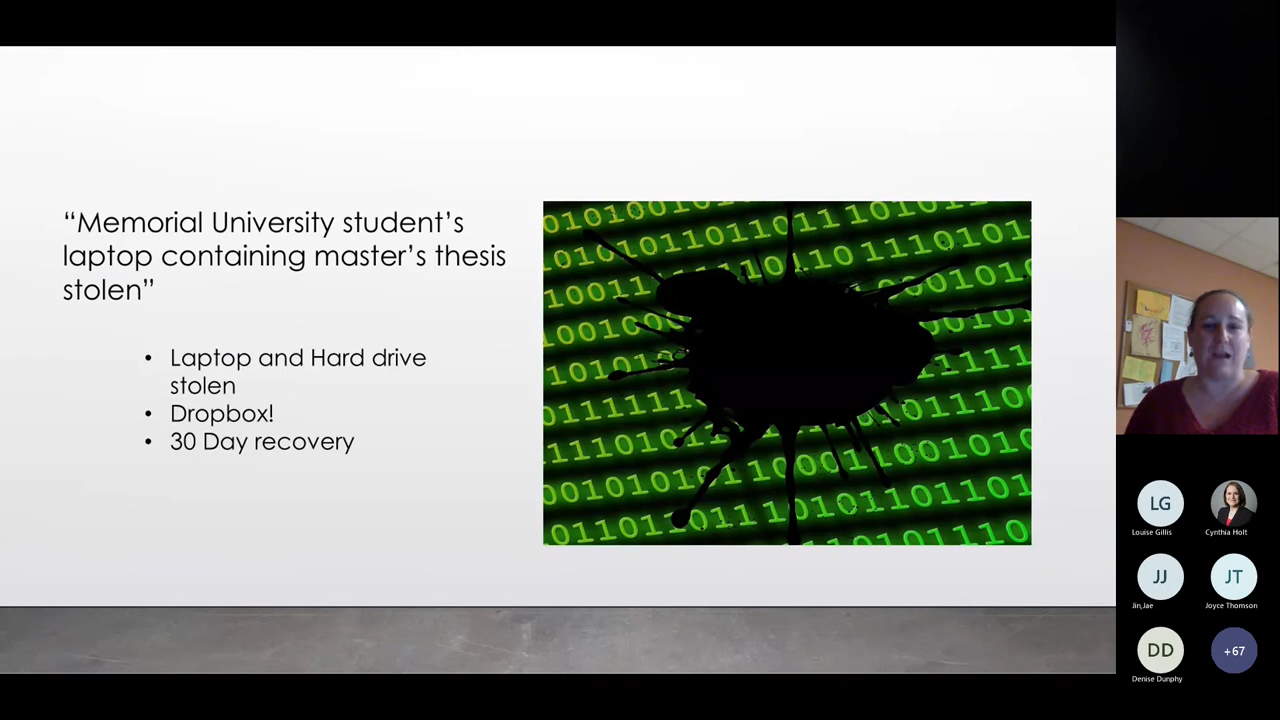 “Memorial University student’s
laptop containing master’s thesis
stolen”
• Laptop and Hard drive
stolen
• Dropbox!
• 30 Day recovery
LG
Louise Gillis
Cynthia Holt
JJ
Jin,Jae
JT
Joyce Thomson
DD
Denise Dunphy
+67